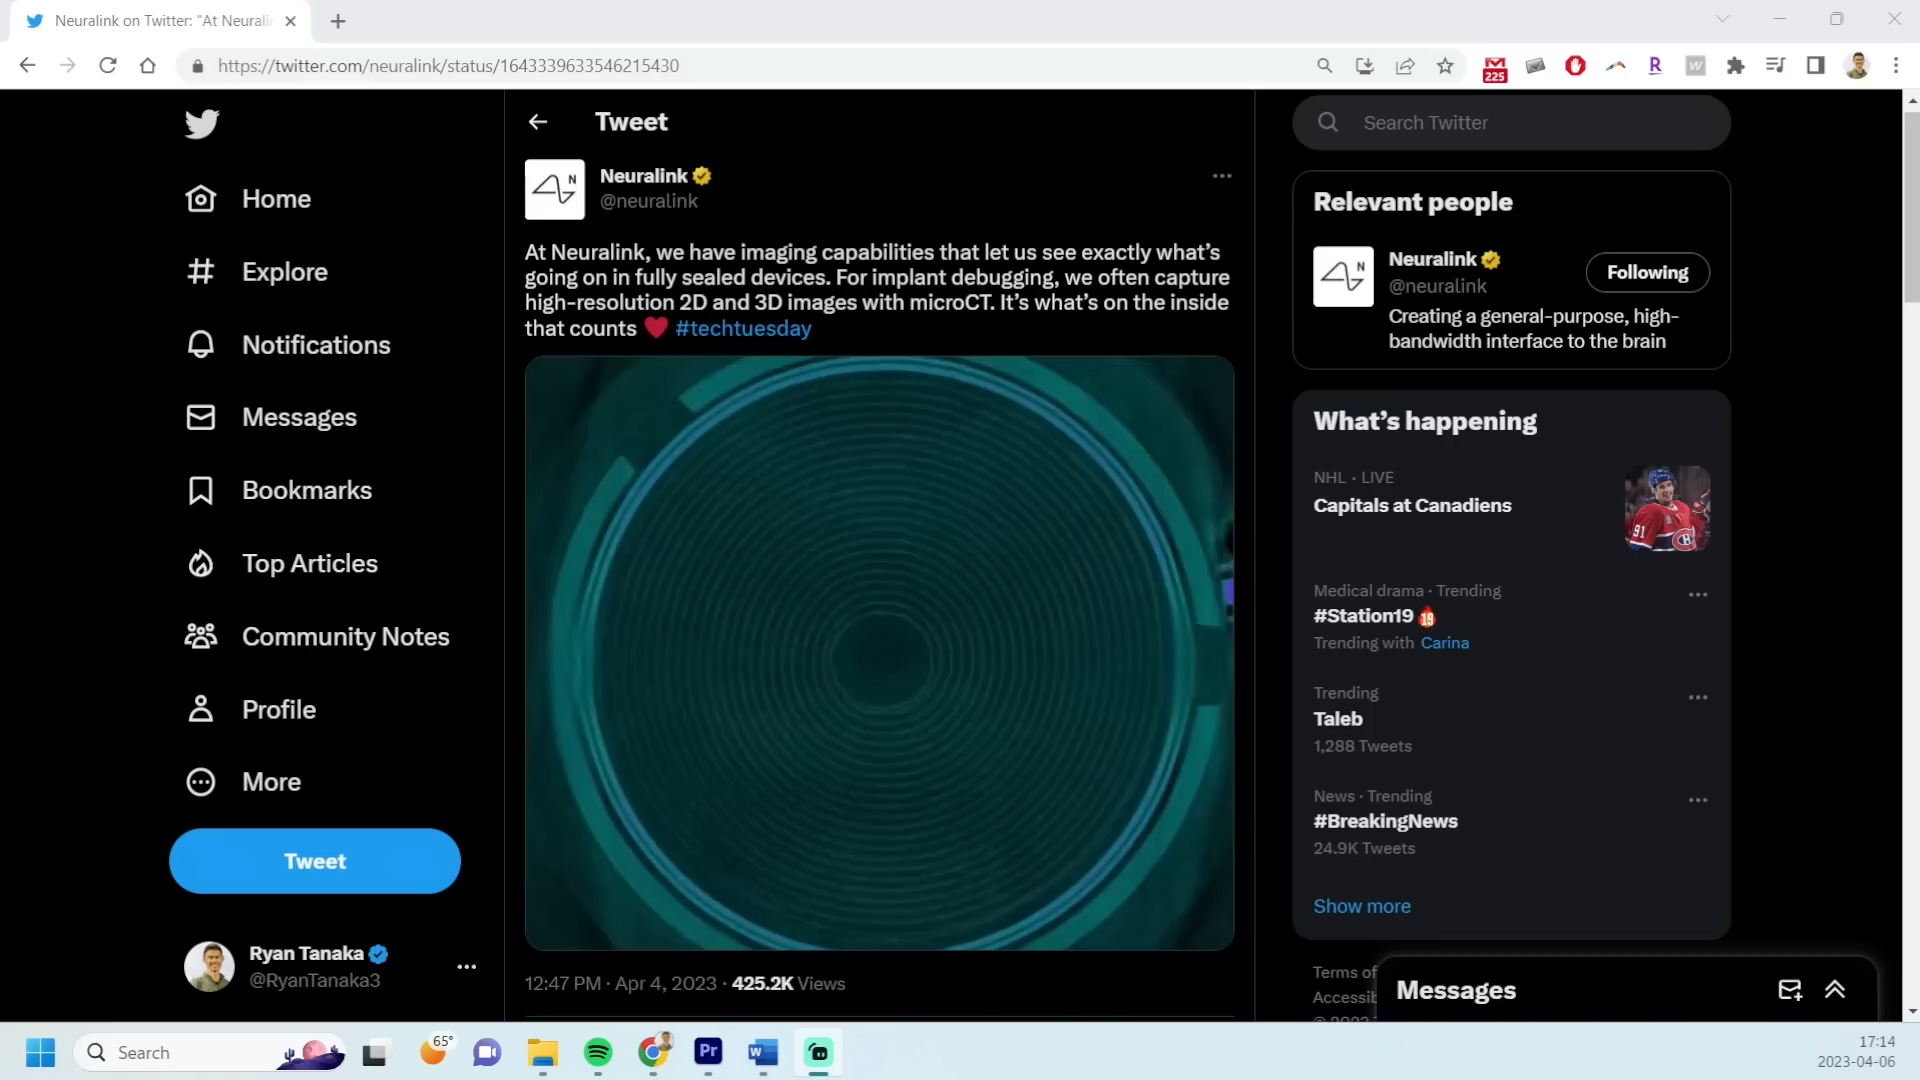 Neuralink on Twitter: "At Neurali
https://twitter.com/neuralink/status/1643339633546215430
225
R
W
Home
Explore
Notifications
Messages
Bookmarks
Top Articles
Community Notes
Profile
More
Tweet
Ryan Tanaka
@RyanTanaka3
Tweet
N
Neuralink
@neuralink
At Neuralink, we have imaging capabilities that let us see exactly what’s
going on in fully sealed devices. For implant debugging, we often capture
high-resolution 2D and 3D images with microCT. It’s what’s on the inside
that counts ❤️ #techtuesday
12:47 PM · Apr 4, 2023 · 425.2K Views
Search Twitter
Relevant people
N
Neuralink
@neuralink
Following
Creating a general-purpose, high-
bandwidth interface to the brain
What’s happening
NHL · LIVE
Capitals at Canadiens
91
Medical drama · Trending
#Station19
19
Trending with Carina
Trending
Taleb
1,288 Tweets
News · Trending
#BreakingNews
24.9K Tweets
Show more
Terms of
Accessib
Messages
Search
65°
Pr
W
17:14
2023-04-06